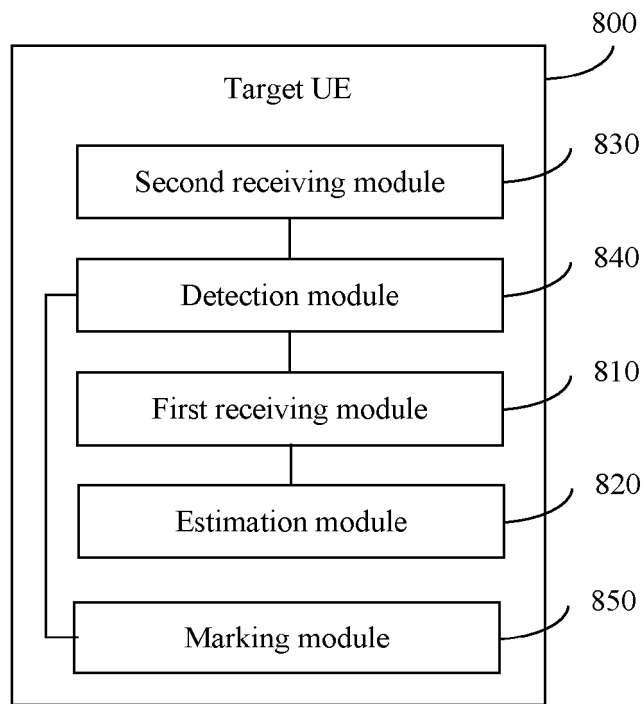 800
Target UE
830
Second receiving module
840
Detection module
810
First receiving module
820
Estimation module
850
Marking module